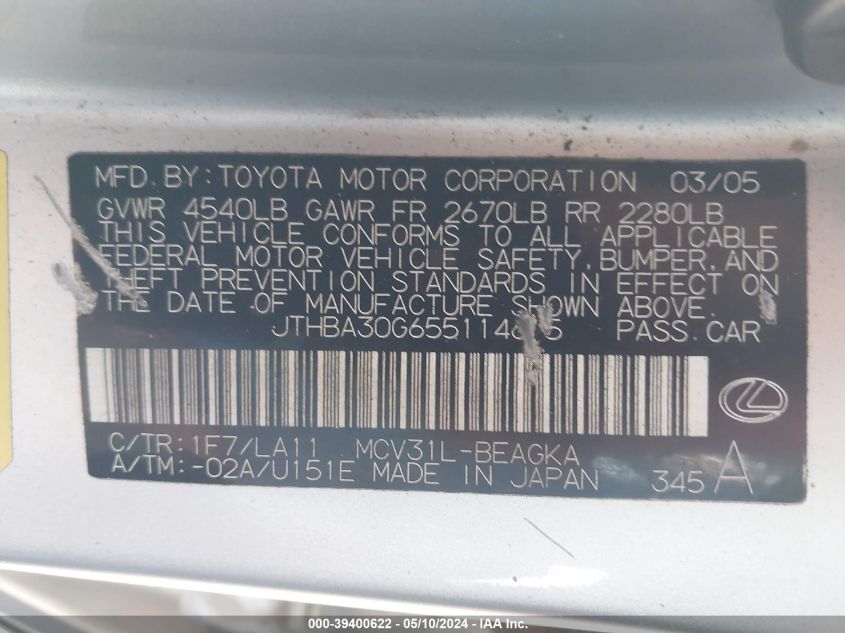 MFD. BY: TOYOTA MOTOR CORPORATION 03/05
GVWR 4540LB GAWR FR 2670LB RR 2280LB
THIS VEHICLE CONFORMS TO ALL APPLICABLE
FEDERAL MOTOR VEHICLE SAFETY, BUMPER, AND
THEFT PREVENTION STANDARDS IN EFFECT ON
THE DATE OF MANUFACTURE SHOWN ABOVE.
PASS. CAR
C/TR: 1F7/LA11 MCV31L-BEAGKA
A/TM: -02A/U151E MADE IN JAPAN 345 A
000-39400622 - 05/10/2024 - IAA Inc.